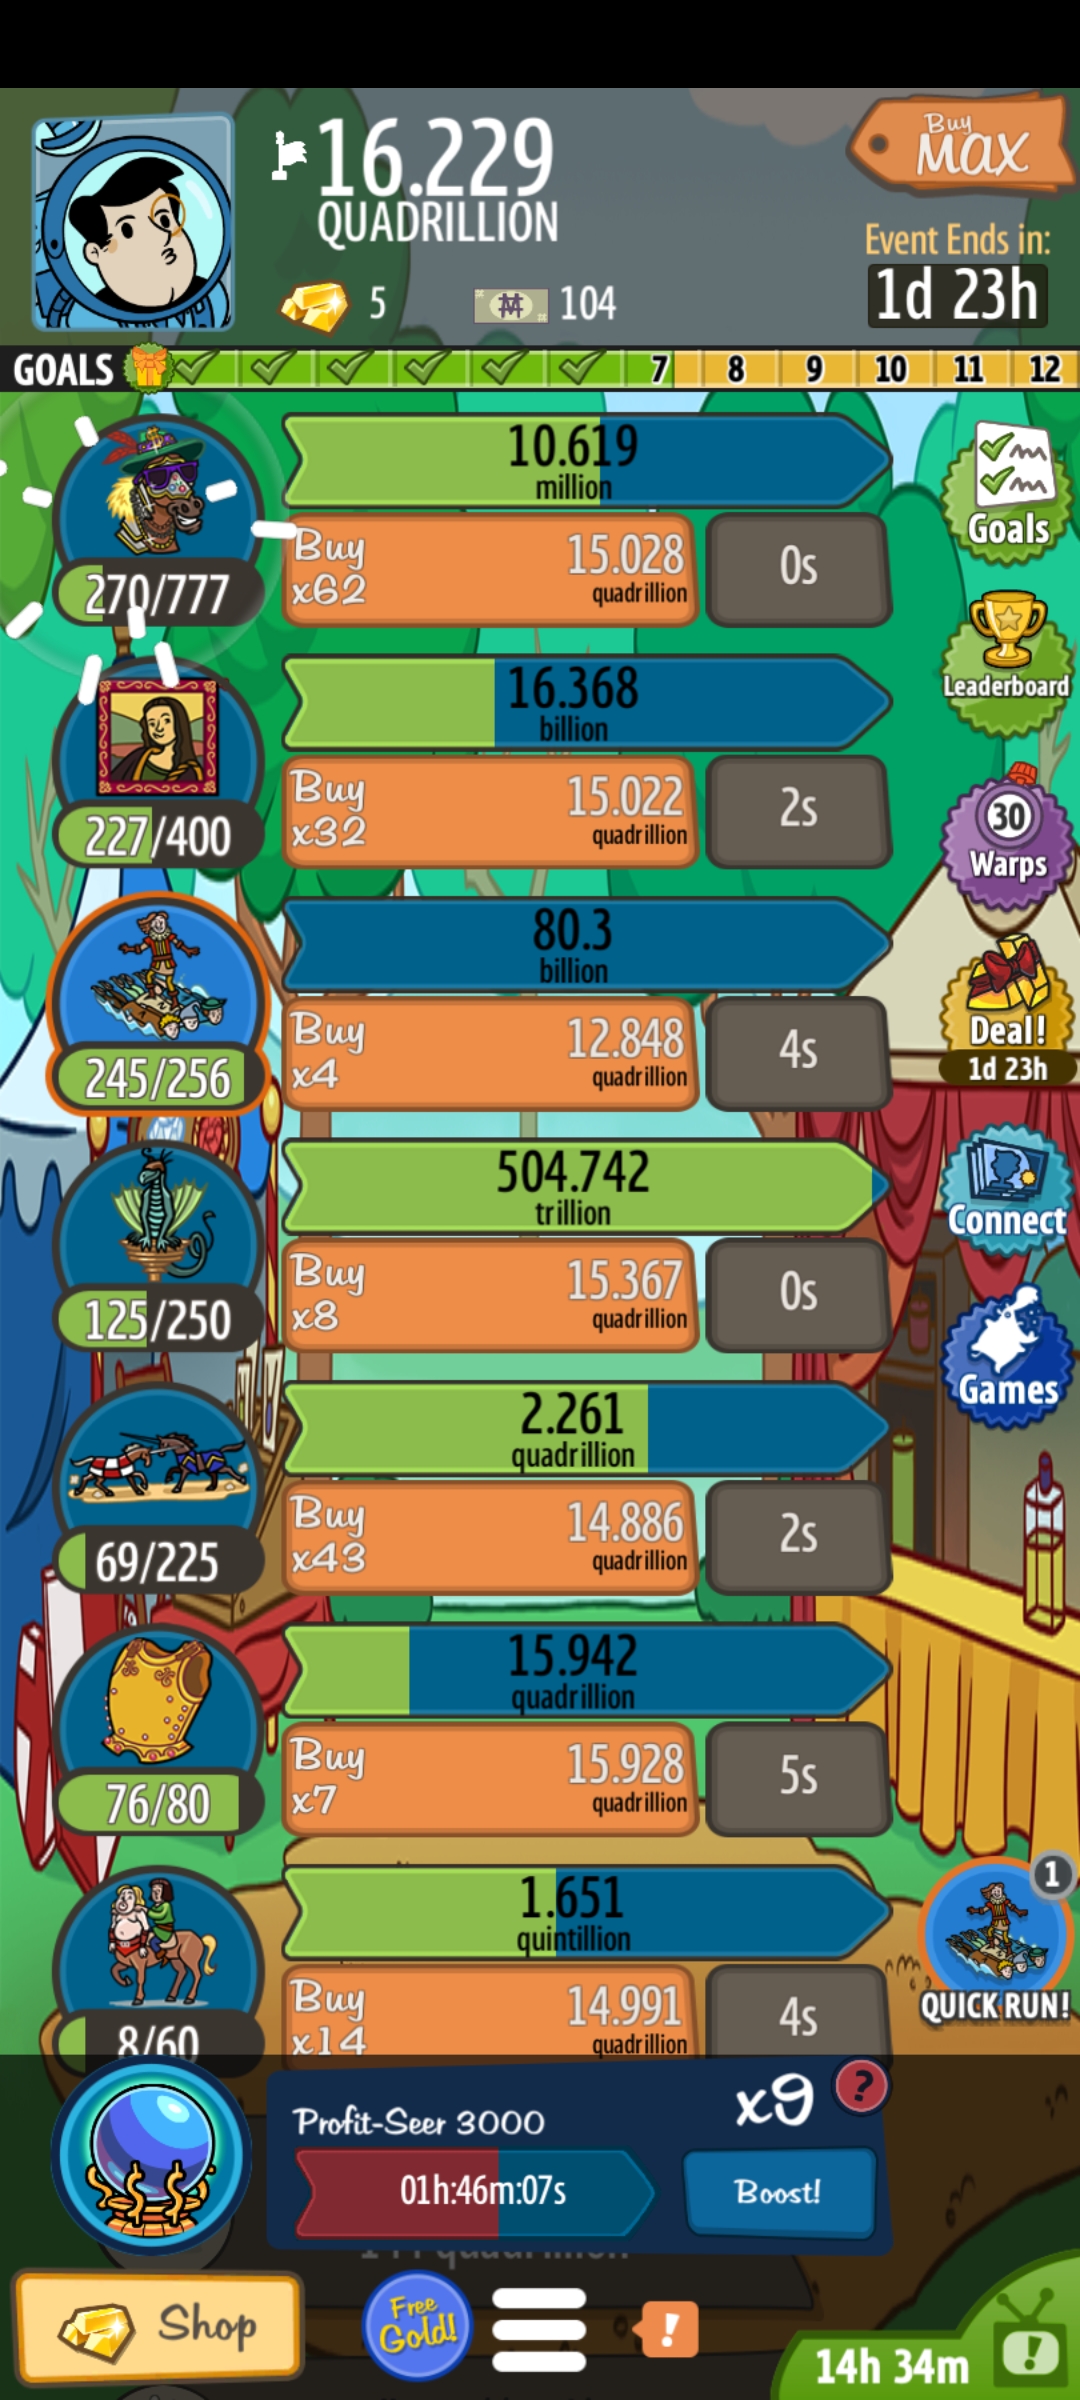 16.229
QUADRILLION
Buy
MAX
5
104
Event Ends in:
1d 23h
GOALS 7 8 9 10 11 12
10.619
million
270/777
Buy
x62
15.028
quadrillion
0s
Goals
Leaderboard
16.368
billion
227/400
Buy
x32
15.022
quadrillion
2s
30
Warps
80.3
billion
245/256
Buy
x4
12.848
quadrillion
4s
Deal!
1d 23h
504.742
trillion
125/250
Buy
x8
15.367
quadrillion
0s
Connect
Games
2.261
quadrillion
69/225
Buy
x43
14.886
quadrillion
2s
15.942
quadrillion
76/80
Buy
x7
15.928
quadrillion
5s
1.651
quintillion
8/60
Buy
x14
14.991
quadrillion
4s
1
QUICK RUN!
Profit-Seer 3000
x9
?
01h:46m:07s
Boost!
Shop
Free
Gold!
!
14h 34m
!